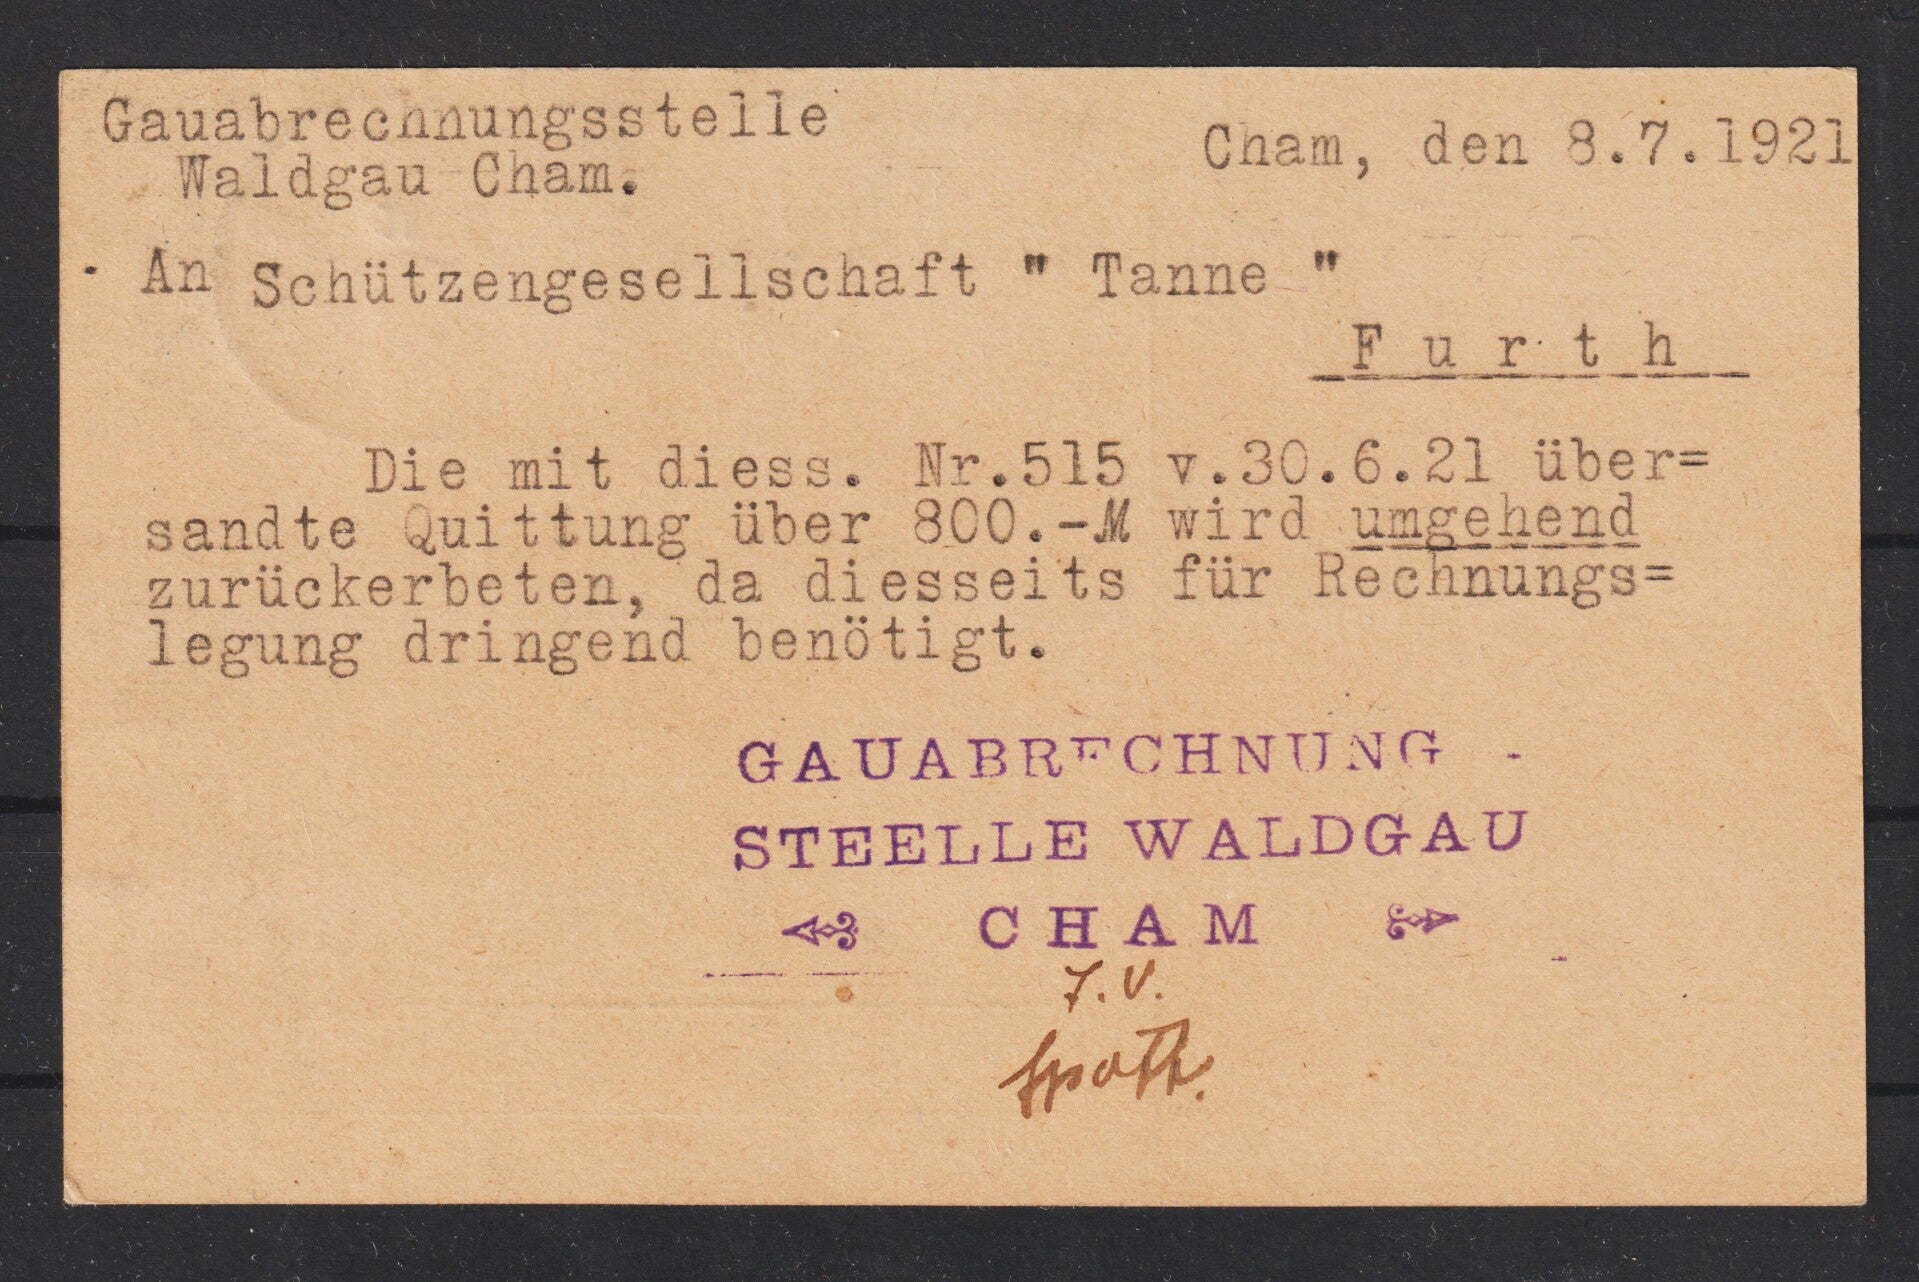 Gauabrechnungsstelle
Waldgau Cham.
Cham, den 8.7.1921
An Schützengesellschaft " Tanne "
F u r t h
Die mit diess. Nr.515 v.30.6.21 über=
sandte Quittung über 800.-M wird umgehend
zurückerbeten, da diesseits für Rechnungs=
legung dringend benötigt.
GAUABRECHNUNG -
STEELLE WALDGAU
CHAM
J.V.